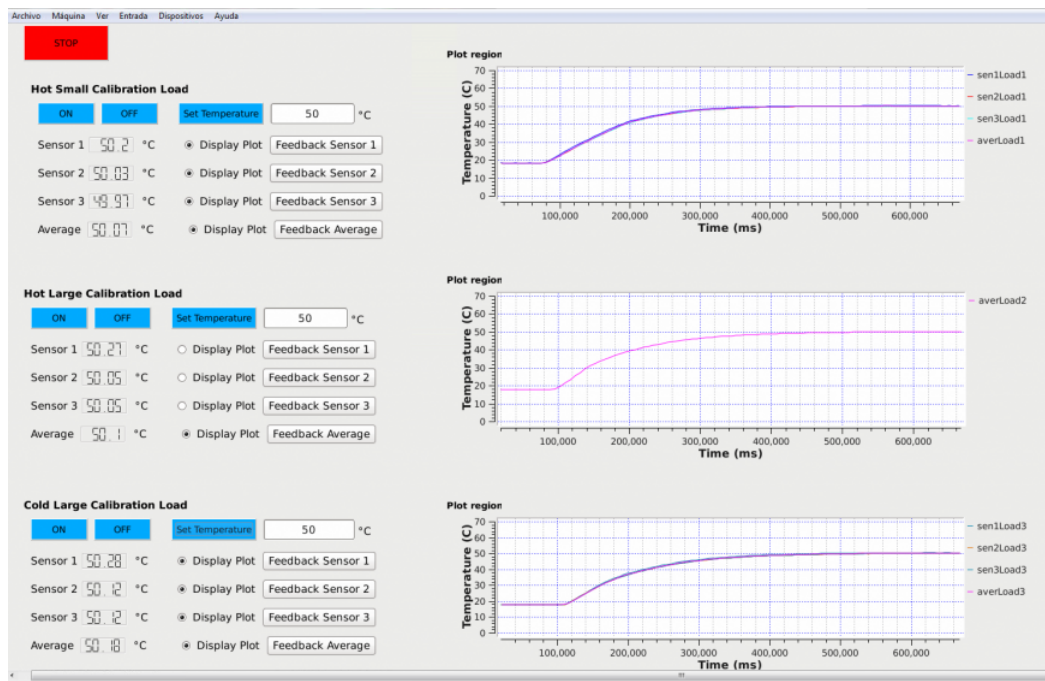 Archivo Máquina Ver Entrada Dispositivos Ayuda
STOP
Hot Small Calibration Load
ON OFF Set Temperature 50 °C
Sensor 1 50.2 °C Display Plot Feedback Sensor 1
Sensor 2 50.03 °C Display Plot Feedback Sensor 2
Sensor 3 49.97 °C Display Plot Feedback Sensor 3
Average 50.07 °C Display Plot Feedback Average
Plot region
Temperature (C)
70
60
50
40
30
20
10
0
100,000 200,000 300,000 400,000 500,000 600,000
Time (ms)
sen1Load1
sen2Load1
sen3Load1
averLoad1
Hot Large Calibration Load
ON OFF Set Temperature 50 °C
Sensor 1 50.27 °C Display Plot Feedback Sensor 1
Sensor 2 50.05 °C Display Plot Feedback Sensor 2
Sensor 3 50.05 °C Display Plot Feedback Sensor 3
Average 50.1 °C Display Plot Feedback Average
Plot region
Temperature (C)
70
60
50
40
30
20
10
0
100,000 200,000 300,000 400,000 500,000 600,000
Time (ms)
averLoad2
Cold Large Calibration Load
ON OFF Set Temperature 50 °C
Sensor 1 50.28 °C Display Plot Feedback Sensor 1
Sensor 2 50.12 °C Display Plot Feedback Sensor 2
Sensor 3 50.12 °C Display Plot Feedback Sensor 3
Average 50.18 °C Display Plot Feedback Average
Plot region
Temperature (C)
70
60
50
40
30
20
10
0
100,000 200,000 300,000 400,000 500,000 600,000
Time (ms)
sen1Load3
sen2Load3
sen3Load3
averLoad3